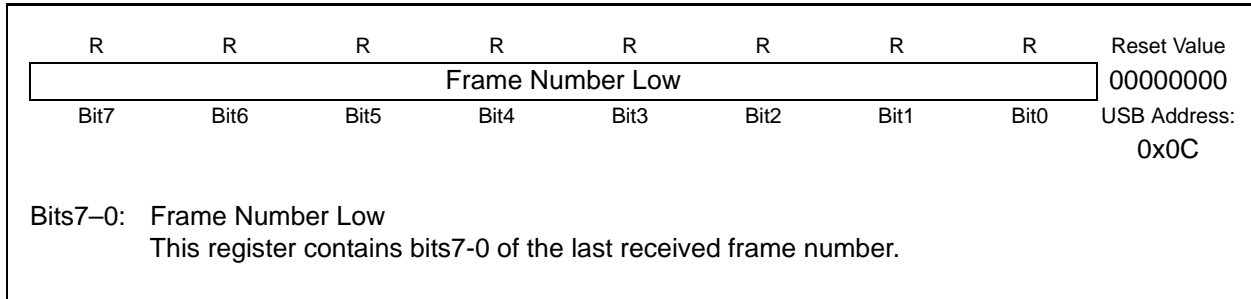 R R R R R R R R Reset Value
Frame Number Low 00000000
Bit7 Bit6 Bit5 Bit4 Bit3 Bit2 Bit1 Bit0 USB Address:
0x0C
Bits7–0: Frame Number Low
This register contains bits7-0 of the last received frame number.